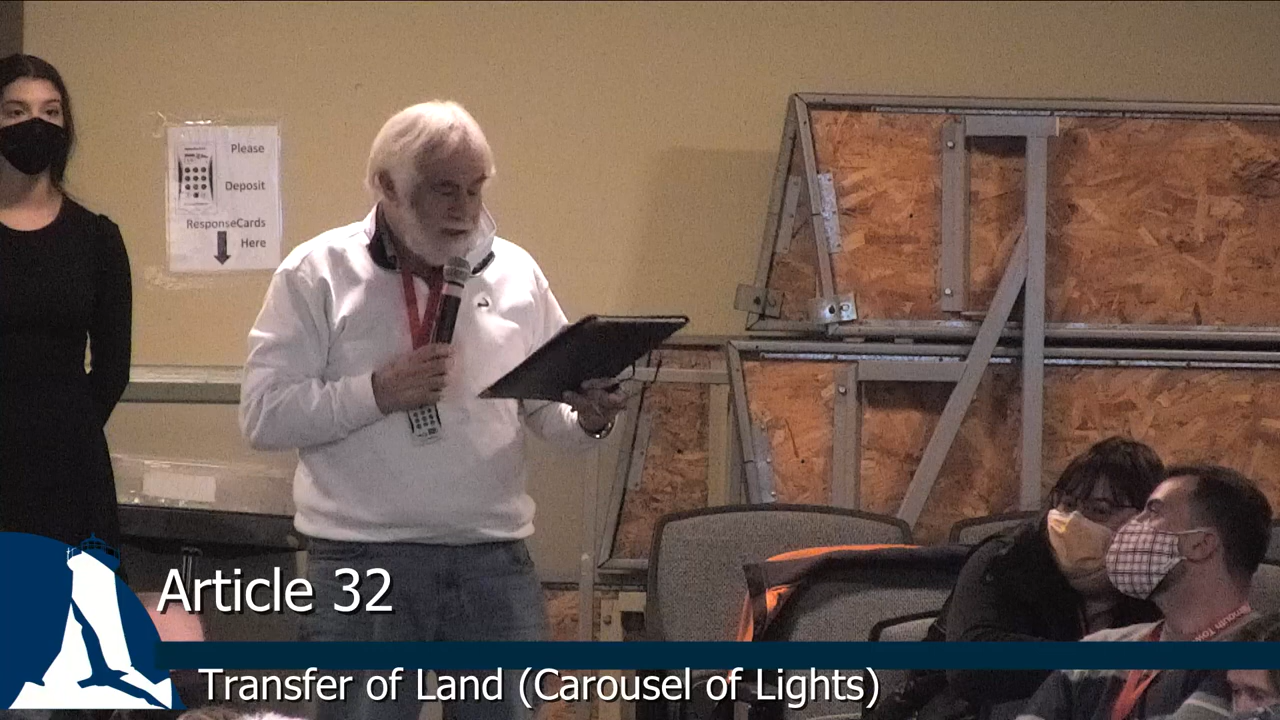 Please
Deposit
ResponseCards
Here
Article 32
Transfer of Land (Carousel of Lights)